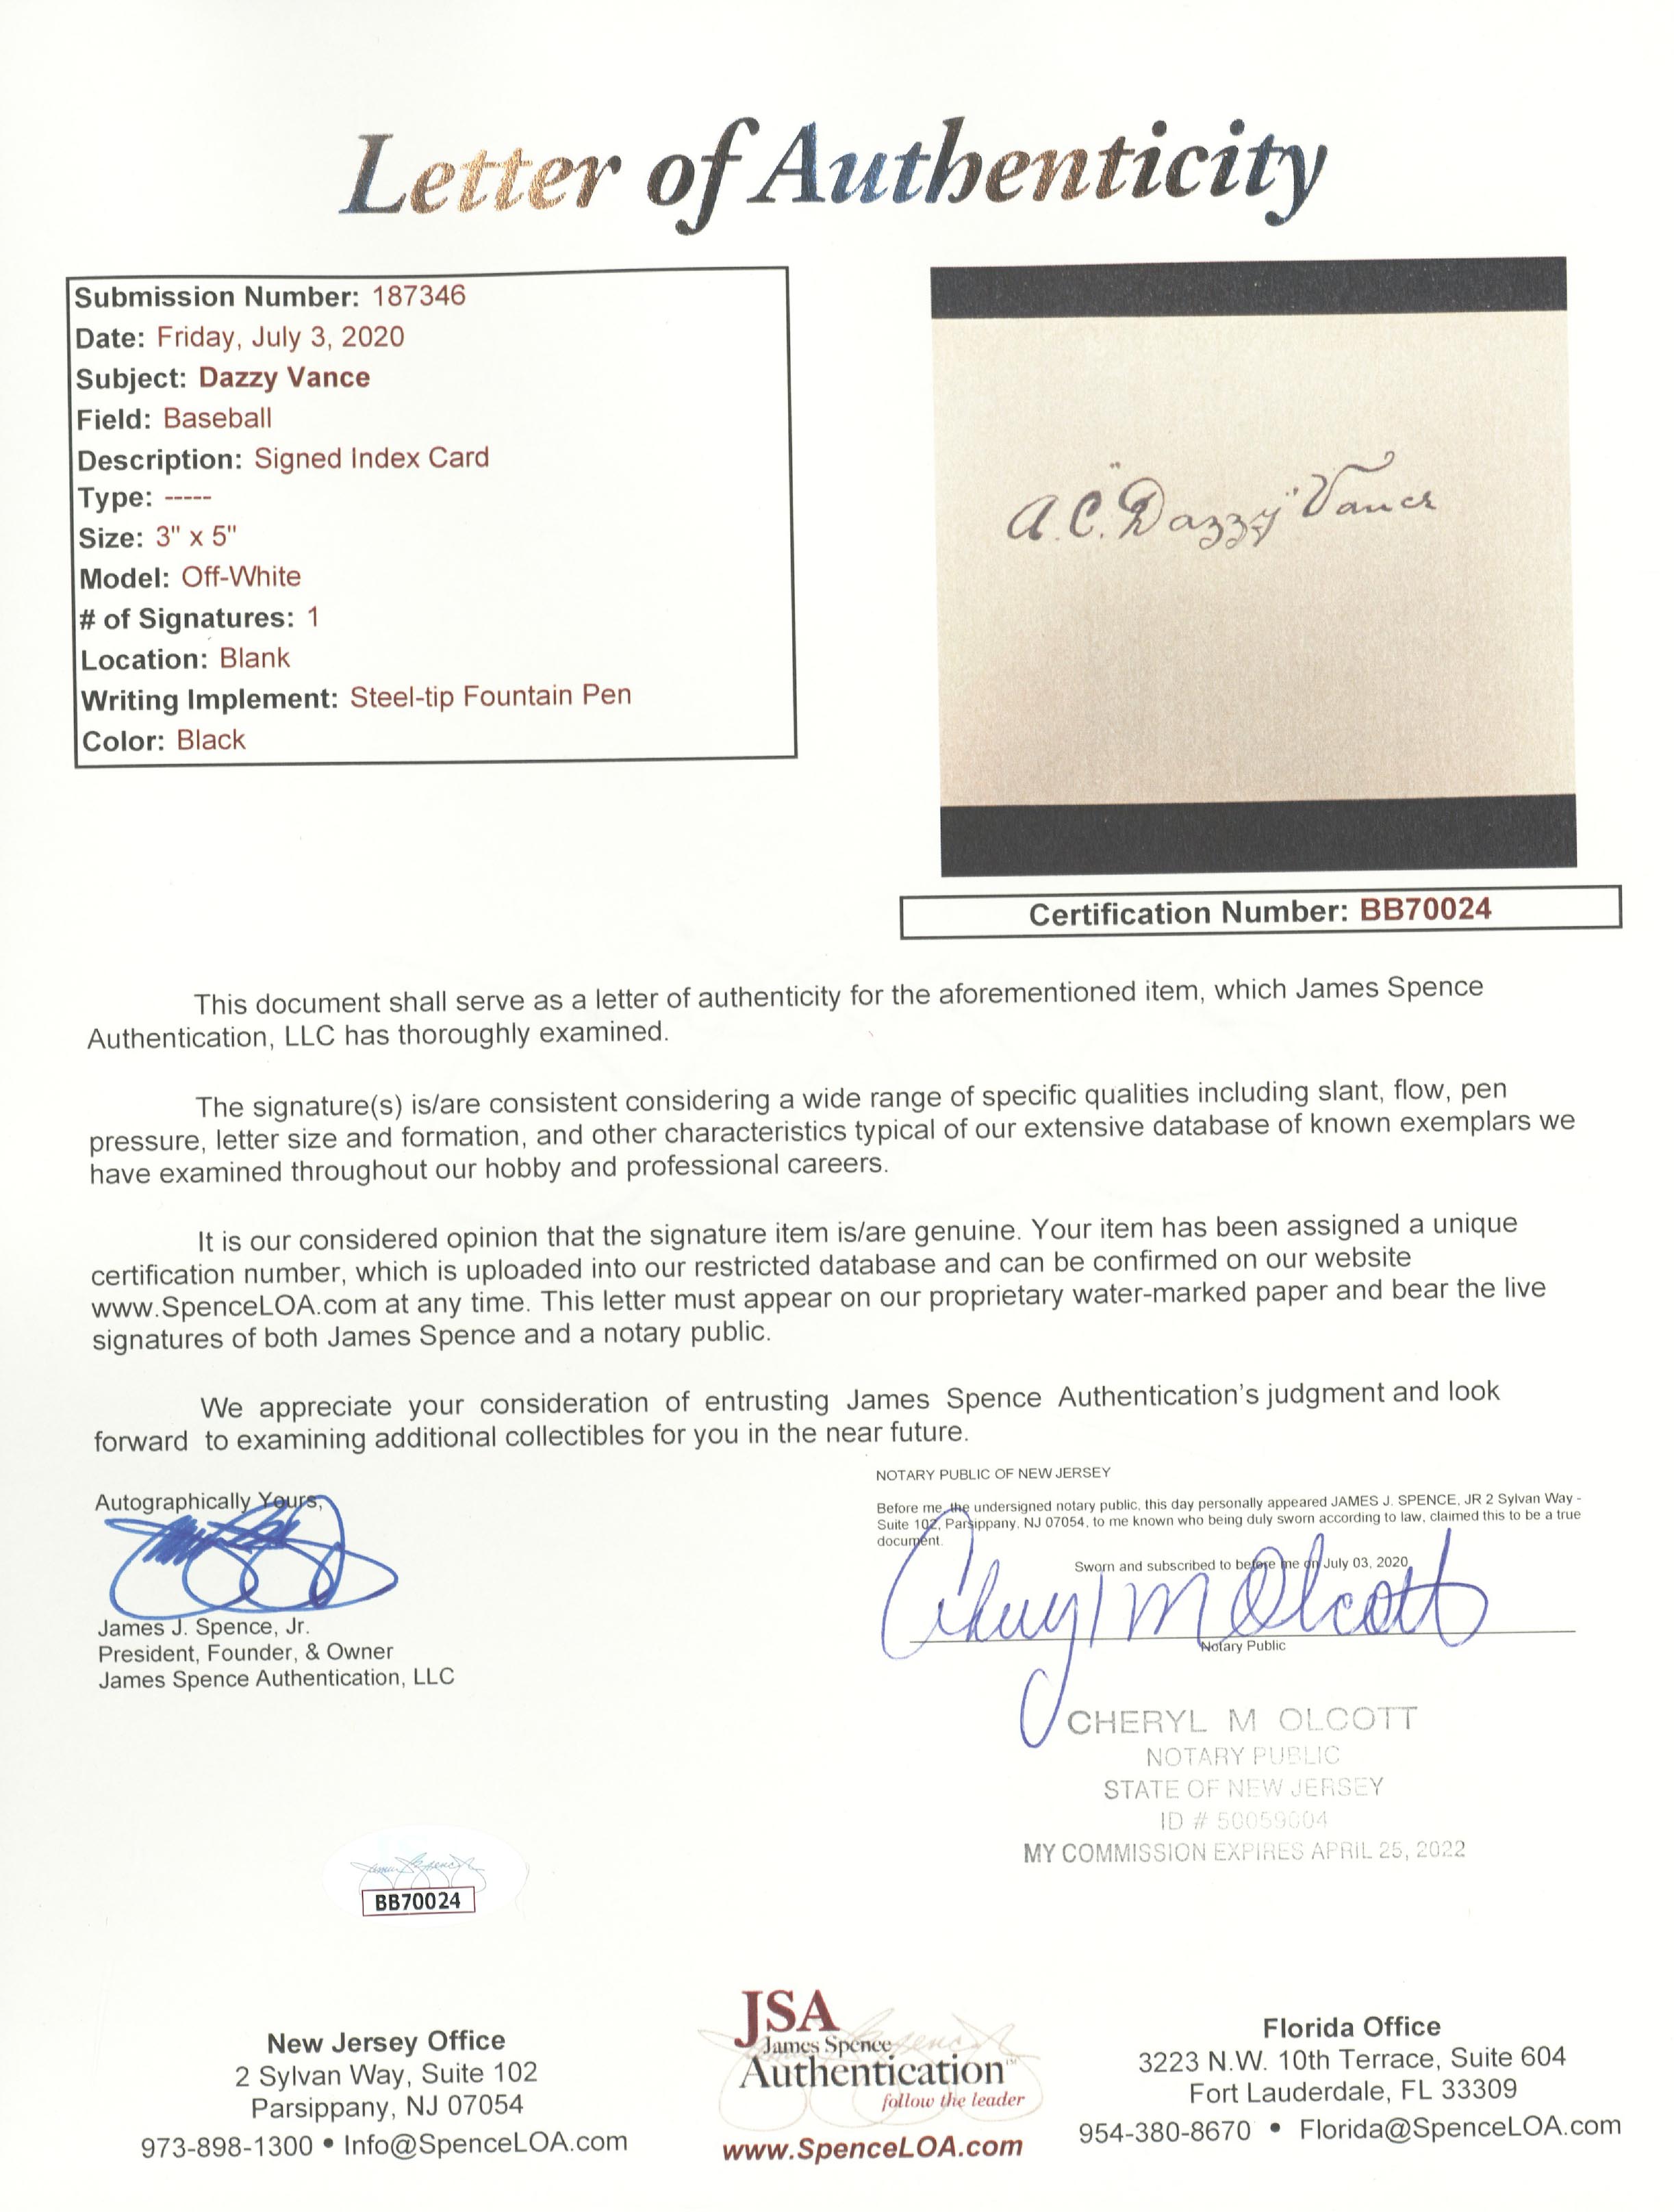 Letter of Authenticity
Submission Number: 187346
Date: Friday, July 3, 2020
Subject: Dazzy Vance
Field: Baseball
Description: Signed Index Card
Type: -----
Size: 3" x 5"
Model: Off-White
# of Signatures: 1
Location: Blank
Writing Implement: Steel-tip Fountain Pen
Color: Black
A.C. "Dazzy" Vance
Certification Number: BB70024
This document shall serve as a letter of authenticity for the aforementioned item, which James Spence
Authentication, LLC has thoroughly examined.
The signature(s) is/are consistent considering a wide range of specific qualities including slant, flow, pen
pressure, letter size and formation, and other characteristics typical of our extensive database of known exemplars we
have examined throughout our hobby and professional careers.
It is our considered opinion that the signature item is/are genuine. Your item has been assigned a unique
certification number, which is uploaded into our restricted database and can be confirmed on our website
www.SpenceLOA.com at any time. This letter must appear on our proprietary water-marked paper and bear the live
signatures of both James Spence and a notary public.
We appreciate your consideration of entrusting James Spence Authentication's judgment and look
forward to examining additional collectibles for you in the near future.
Autographically Yours,
James J. Spence, Jr.
President, Founder, & Owner
James Spence Authentication, LLC
NOTARY PUBLIC OF NEW JERSEY
Before me, the undersigned notary public, this day personally appeared JAMES J. SPENCE, JR 2 Sylvan Way -
Suite 102, Parsippany, NJ 07054, to me known who being duly sworn according to law, claimed this to be a true
document.
Sworn and subscribed to before me on July 03, 2020
Cheryl M Olcott
Notary Public
CHERYL M OLCOTT
NOTARY PUBLIC
STATE OF NEW JERSEY
ID # 50059604
MY COMMISSION EXPIRES APRIL 25, 2022
BB70024
New Jersey Office
2 Sylvan Way, Suite 102
Parsippany, NJ 07054
973-898-1300 • Info@SpenceLOA.com
JSA
James Spence
Authentication™
follow the leader
www.SpenceLOA.com
Florida Office
3223 N.W. 10th Terrace, Suite 604
Fort Lauderdale, FL 33309
954-380-8670 • Florida@SpenceLOA.com